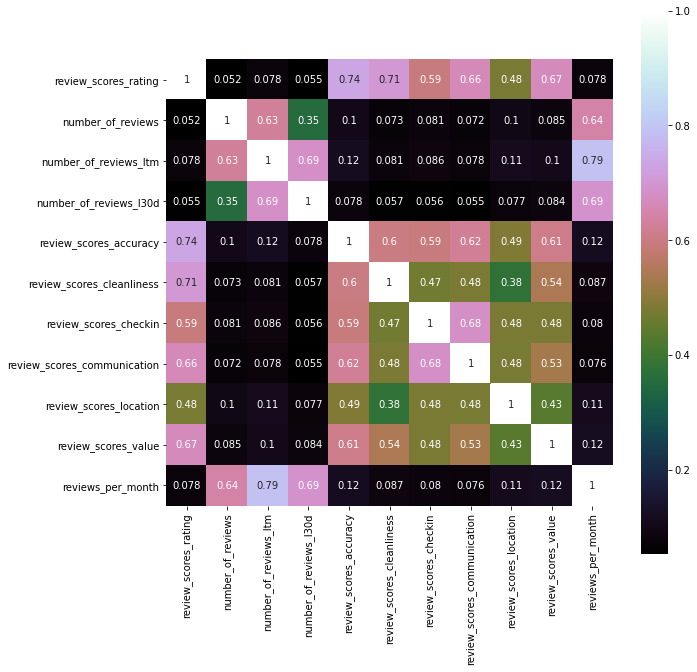 1.0
review_scores_rating 1 0.052 0.078 0.055 0.74 0.71 0.59 0.66 0.48 0.67 0.078
number_of_reviews 0.052 1 0.63 0.35 0.1 0.073 0.081 0.072 0.1 0.085 0.64
0.8
number_of_reviews_ltm 0.078 0.63 1 0.69 0.12 0.081 0.086 0.078 0.11 0.1 0.79
number_of_reviews_l30d 0.055 0.35 0.69 1 0.078 0.057 0.056 0.055 0.077 0.084 0.69
review_scores_accuracy 0.74 0.1 0.12 0.078 1 0.6 0.59 0.62 0.49 0.61 0.12
0.6
review_scores_cleanliness 0.71 0.073 0.081 0.057 0.6 1 0.47 0.48 0.38 0.54 0.087
review_scores_checkin 0.59 0.081 0.086 0.056 0.59 0.47 1 0.68 0.48 0.48 0.08
0.4
review_scores_communication 0.66 0.072 0.078 0.055 0.62 0.48 0.68 1 0.48 0.53 0.076
review_scores_location 0.48 0.1 0.11 0.077 0.49 0.38 0.48 0.48 1 0.43 0.11
review_scores_value 0.67 0.085 0.1 0.084 0.61 0.54 0.48 0.53 0.43 1 0.12
0.2
reviews_per_month 0.078 0.64 0.79 0.69 0.12 0.087 0.08 0.076 0.11 0.12 1
review_scores_rating
number_of_reviews
number_of_reviews_ltm
number_of_reviews_l30d
review_scores_accuracy
review_scores_cleanliness
review_scores_checkin
review_scores_communication
review_scores_location
review_scores_value
reviews_per_month